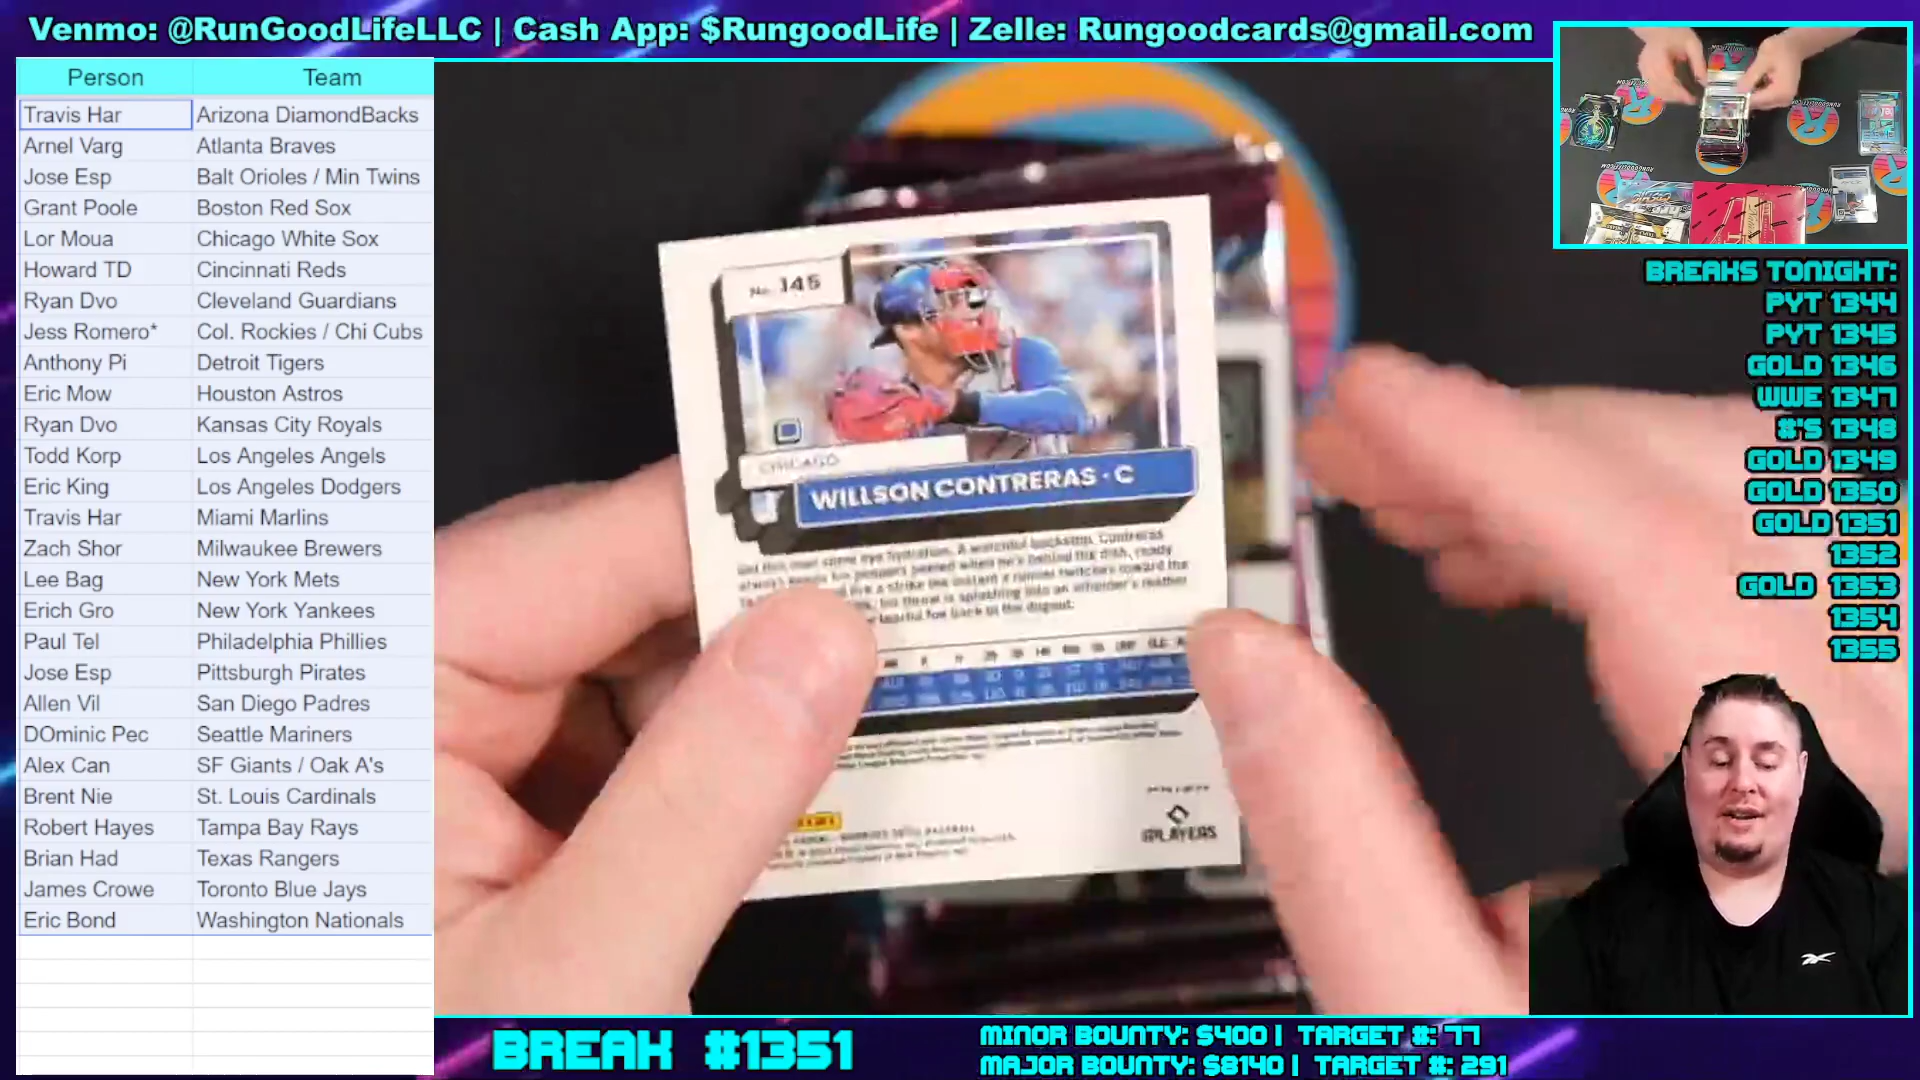 Venmo: @RunGoodLifeLLC | Cash App: $RungoodLife | Zelle: Rungoodcards@gmail.com
Person Team
Travis Har Arizona DiamondBacks
Arnel Varg Atlanta Braves
Jose Esp Balt Orioles / Min Twins
Grant Poole Boston Red Sox
Lor Moua Chicago White Sox
Howard TD Cincinnati Reds
Ryan Dvo Cleveland Guardians
Jess Romero* Col. Rockies / Chi Cubs
Anthony Pi Detroit Tigers
Eric Mow Houston Astros
Ryan Dvo Kansas City Royals
Todd Korp Los Angeles Angels
Eric King Los Angeles Dodgers
Travis Har Miami Marlins
Zach Shor Milwaukee Brewers
Lee Bag New York Mets
Erich Gro New York Yankees
Paul Tel Philadelphia Phillies
Jose Esp Pittsburgh Pirates
Allen Vil San Diego Padres
DOminic Pec Seattle Mariners
Alex Can SF Giants / Oak A's
Brent Nie St. Louis Cardinals
Robert Hayes Tampa Bay Rays
Brian Had Texas Rangers
James Crowe Toronto Blue Jays
Eric Bond Washington Nationals
No. 145
CHICAGO
WILLSON CONTRERAS · C
PLAYERS
BREAKS TONIGHT:
PYT 1344
PYT 1345
GOLD 1346
WWE 1347
#'S 1348
GOLD 1349
GOLD 1350
GOLD 1351
1352
GOLD 1353
1354
1355
BREAK #1351
MINOR BOUNTY: $400 | TARGET #: 77
MAJOR BOUNTY: $8140 | TARGET #: 291